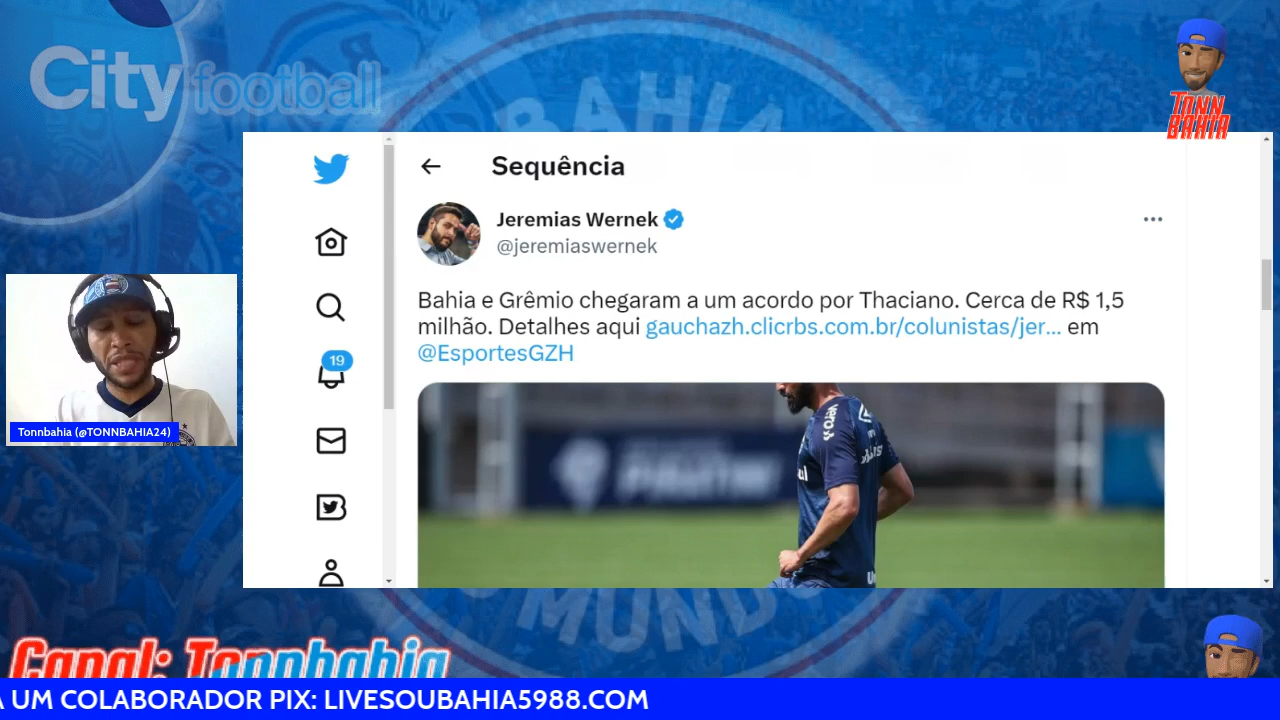 City football
BAHIA
TONN
BAHIA
Sequência
Jeremias Wernek
@jeremiaswernek
Bahia e Grêmio chegaram a um acordo por Thaciano. Cerca de R$ 1,5
milhão. Detalhes aqui gauchazh.clicrbs.com.br/colunistas/jer... em
@EsportesGZH
19
Tonnbahia (@TONNBAHIA24)
MUNDO
Canal: Tonnbahia
A UM COLABORADOR PIX: LIVESOUBAHIA5988.COM